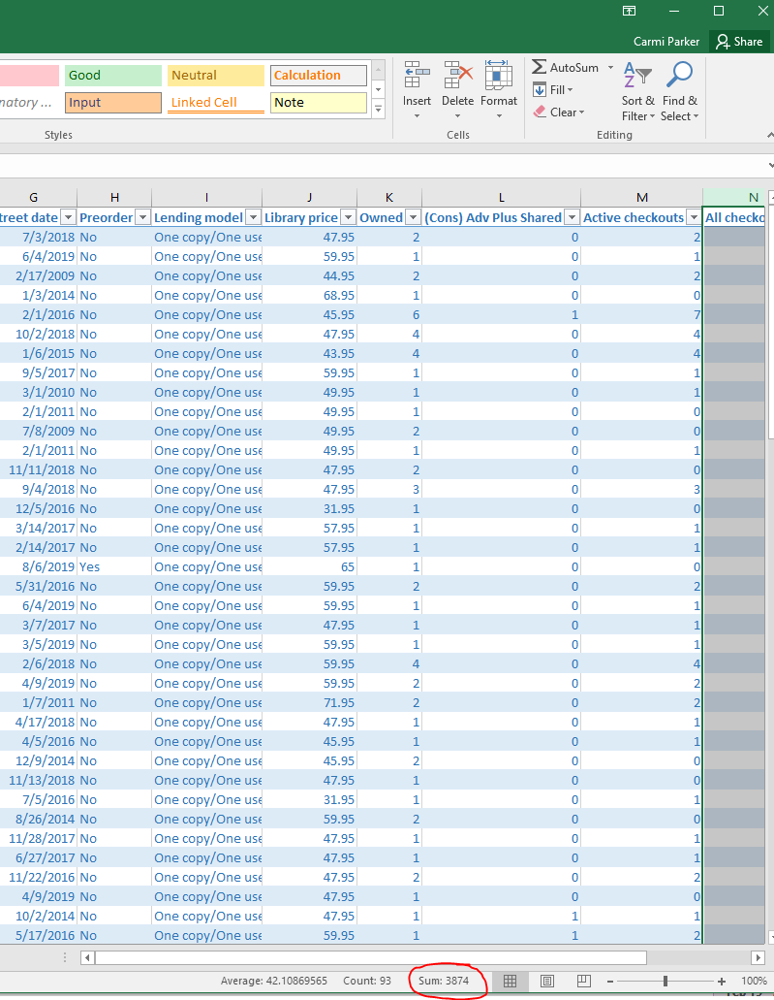 Carmi Parker Share
Good Neutral Calculation
matory ... Input Linked Cell Note
Styles
Insert Delete Format
Cells
AutoSum
Fill
Clear
Sort & Filter
Find & Select
Editing
G H I J K L M N
treet date Preorder Lending model Library price Owned (Cons) Adv Plus Shared Active checkouts All checko
7/3/2018 No One copy/One use 47.95 2 0 2
6/4/2019 No One copy/One use 59.95 1 0 1
2/17/2009 No One copy/One use 44.95 2 0 2
1/3/2014 No One copy/One use 68.95 1 0 0
2/1/2016 No One copy/One use 45.95 6 1 7
10/2/2018 No One copy/One use 47.95 4 0 4
1/6/2015 No One copy/One use 43.95 4 0 4
9/5/2017 No One copy/One use 59.95 1 0 1
3/1/2010 No One copy/One use 49.95 1 0 1
2/1/2011 No One copy/One use 49.95 1 0 0
7/8/2009 No One copy/One use 49.95 2 0 0
2/1/2011 No One copy/One use 49.95 1 0 1
11/11/2018 No One copy/One use 47.95 2 0 0
9/4/2018 No One copy/One use 47.95 3 0 3
12/5/2016 No One copy/One use 31.95 1 0 0
3/14/2017 No One copy/One use 57.95 1 0 1
2/14/2017 No One copy/One use 57.95 1 0 1
8/6/2019 Yes One copy/One use 65 1 0 0
5/31/2016 No One copy/One use 59.95 2 0 2
6/4/2019 No One copy/One use 59.95 1 0 1
3/7/2017 No One copy/One use 47.95 1 0 1
3/5/2019 No One copy/One use 59.95 1 0 1
2/6/2018 No One copy/One use 59.95 4 0 4
4/9/2019 No One copy/One use 59.95 2 0 2
1/7/2011 No One copy/One use 71.95 2 0 2
4/17/2018 No One copy/One use 47.95 1 0 1
4/5/2016 No One copy/One use 45.95 1 0 1
12/9/2014 No One copy/One use 45.95 2 0 0
11/13/2018 No One copy/One use 47.95 1 0 0
7/5/2016 No One copy/One use 31.95 1 0 1
8/26/2014 No One copy/One use 59.95 2 0 0
11/28/2017 No One copy/One use 47.95 1 0 1
6/27/2017 No One copy/One use 47.95 1 0 1
11/22/2016 No One copy/One use 47.95 2 0 2
4/9/2019 No One copy/One use 47.95 1 0 0
10/2/2014 No One copy/One use 47.95 1 1 1
5/17/2016 No One copy/One use 59.95 1 1 2
Average: 42.10869565 Count: 93 Sum: 3874 100%